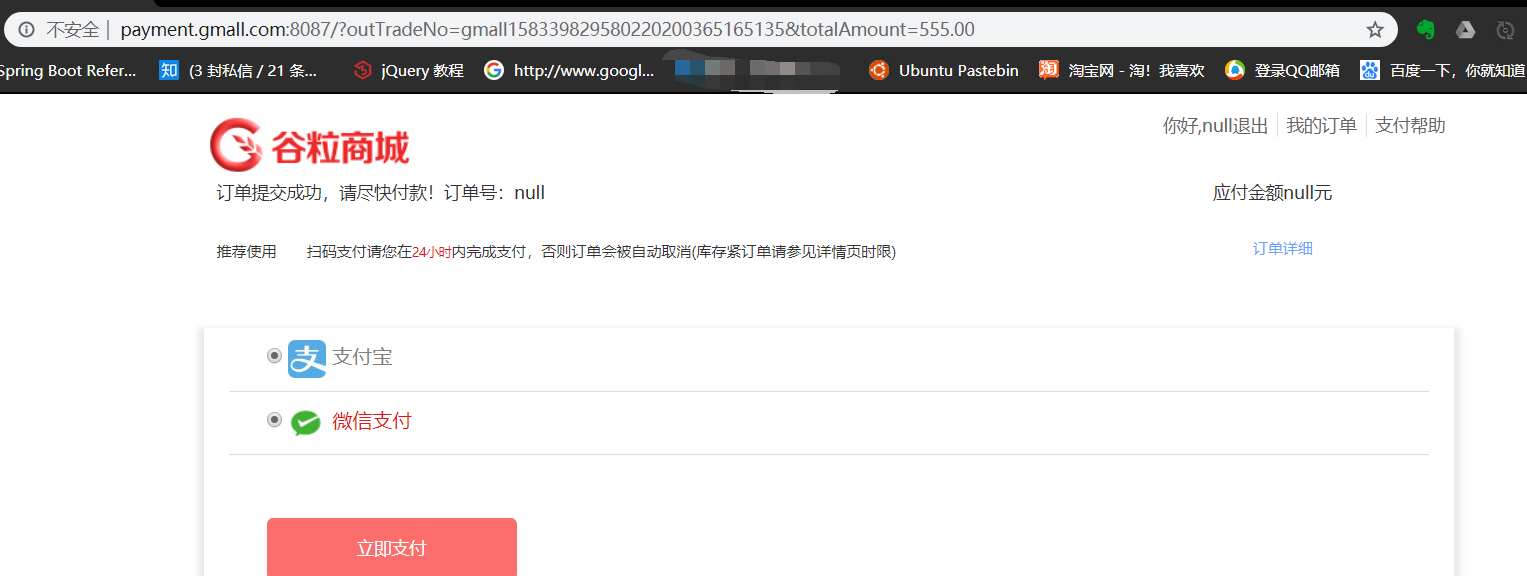 不安全 | payment.gmall.com:8087/?outTradeNo=gmall15833982958022020036516​5135&totalAmount=555.00
Spring Boot Refer... 知 (3 封私信 / 21 条... jQuery 教程 http://www.googl... Ubuntu Pastebin 淘 淘宝网 - 淘！我喜欢 登录QQ邮箱 百度一下，你就知道
谷粒商城
你好,null退出 我的订单 支付帮助
订单提交成功，请尽快付款！订单号：null 应付金额null元
推荐使用 扫码支付请您在24小时内完成支付，否则订单会被自动取消(库存紧订单请参见详情页时限) 订单详细
支 支付宝
微信支付
立即支付